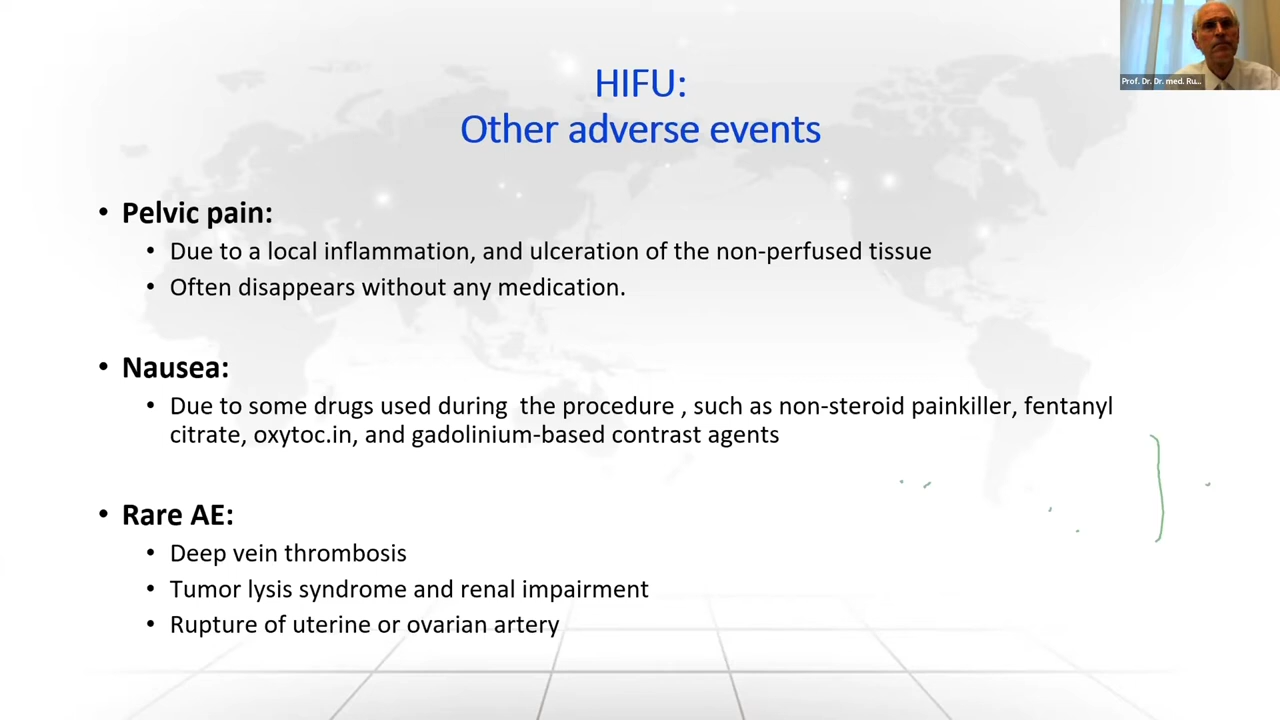 Prof. Dr. Dr. med. Ru...
HIFU:
Other adverse events
• Pelvic pain:
• Due to a local inflammation, and ulceration of the non-perfused tissue
• Often disappears without any medication.
• Nausea:
• Due to some drugs used during  the procedure , such as non-steroid painkiller, fentanyl
citrate, oxytoc.in, and gadolinium-based contrast agents
• Rare AE:
• Deep vein thrombosis
• Tumor lysis syndrome and renal impairment
• Rupture of uterine or ovarian artery